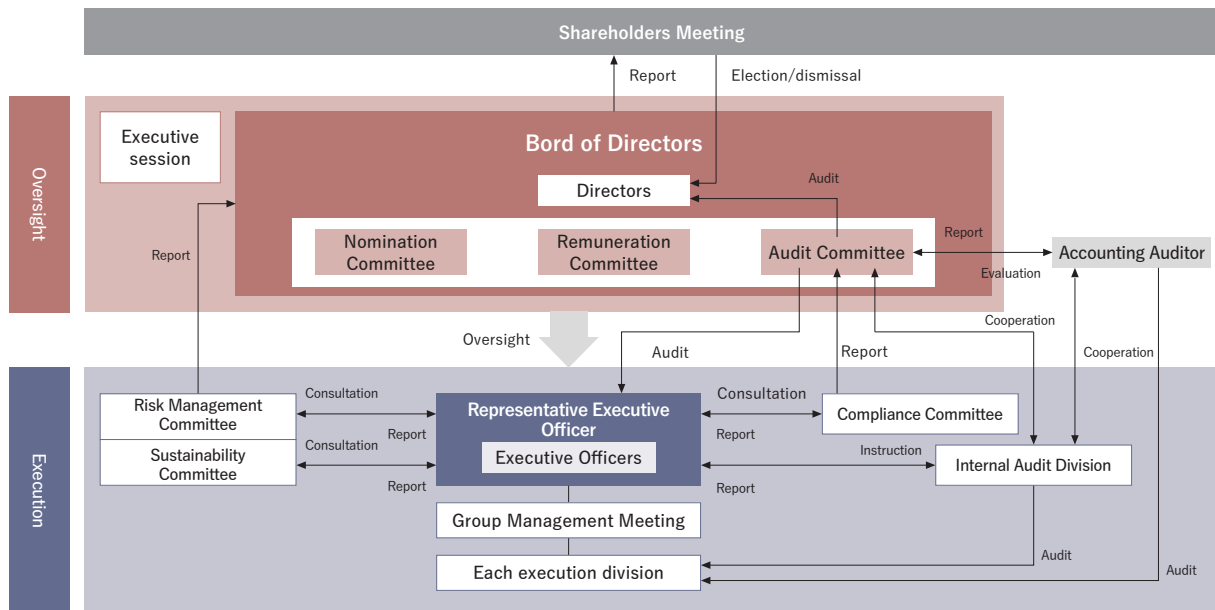 Shareholders Meeting
Report
Election/dismissal
Oversight
Executive
session
Bord of Directors
Directors
Audit
Nomination
Committee
Remuneration
Committee
Audit Committee
Report
Evaluation
Accounting Auditor
Report
Oversight
Audit
Report
Cooperation
Cooperation
Execution
Risk Management
Committee
Sustainability
Committee
Consultation
Report
Consultation
Report
Representative Executive
Officer
Executive Officers
Consultation
Report
Compliance Committee
Instruction
Report
Internal Audit Division
Group Management Meeting
Each execution division
Audit
Audit